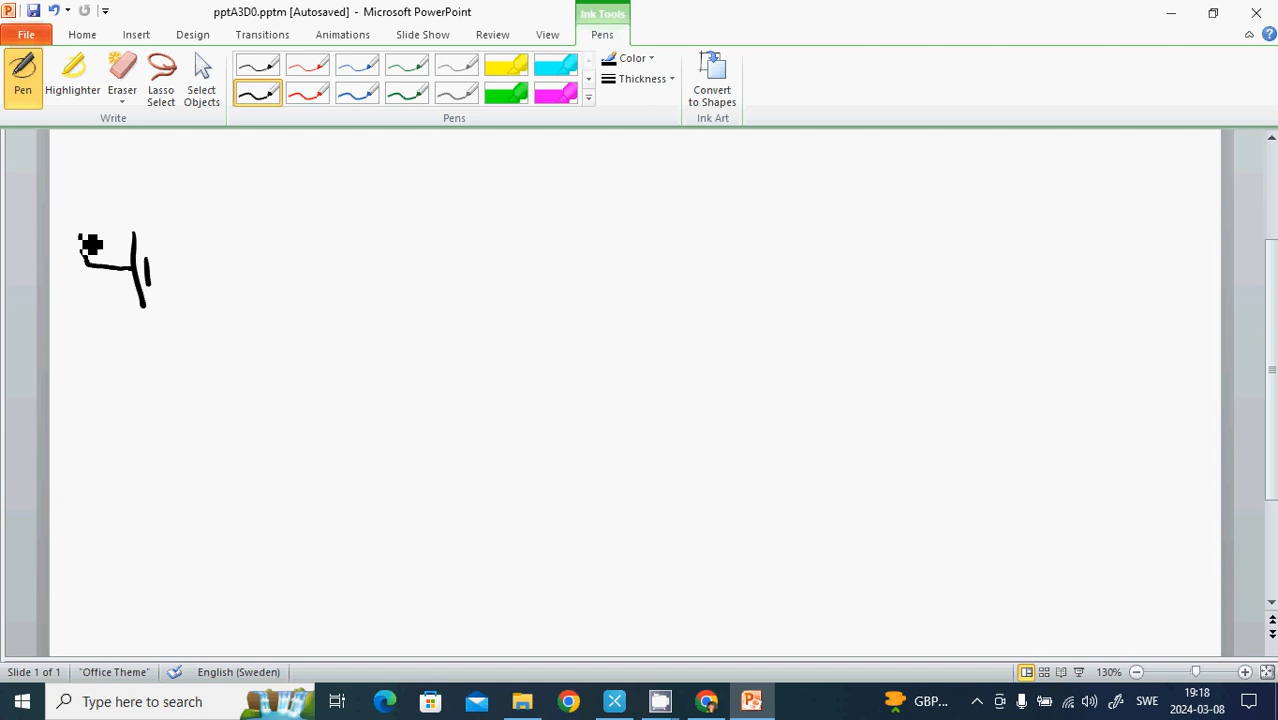 pptA3D0.pptm [Autosaved] - Microsoft PowerPoint
Ink Tools
File Home Insert Design Transitions Animations Slide Show Review View Pens
Pen Highlighter Eraser Lasso Select Select Objects
Color
Thickness
Convert to Shapes
Write Pens Ink Art
Slide 1 of 1 "Office Theme" English (Sweden) 130%
Type here to search GBP... SWE 19:18
2024-03-08